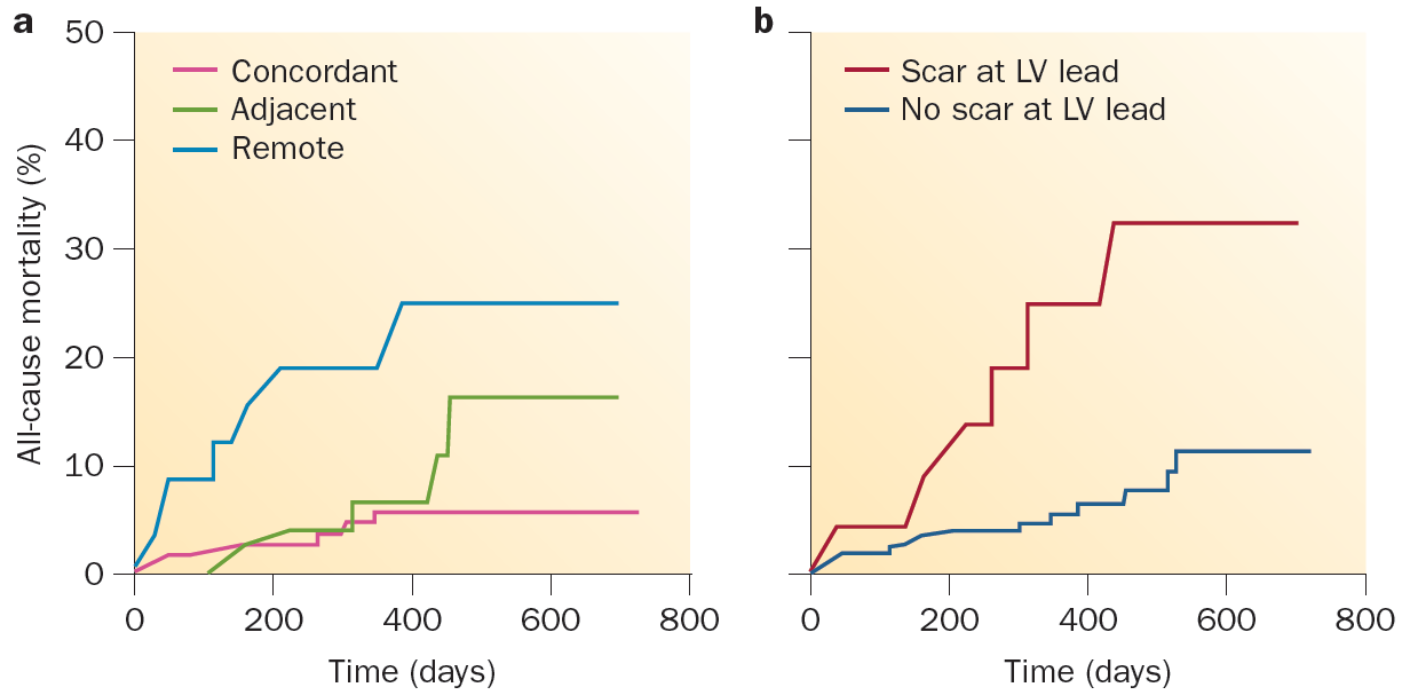 a
50
40
30
20
10
0
All-cause mortality (%)
Concordant
Adjacent
Remote
0 200 400 600 800
Time (days)
b
Scar at LV lead
No scar at LV lead
0 200 400 600 800
Time (days)